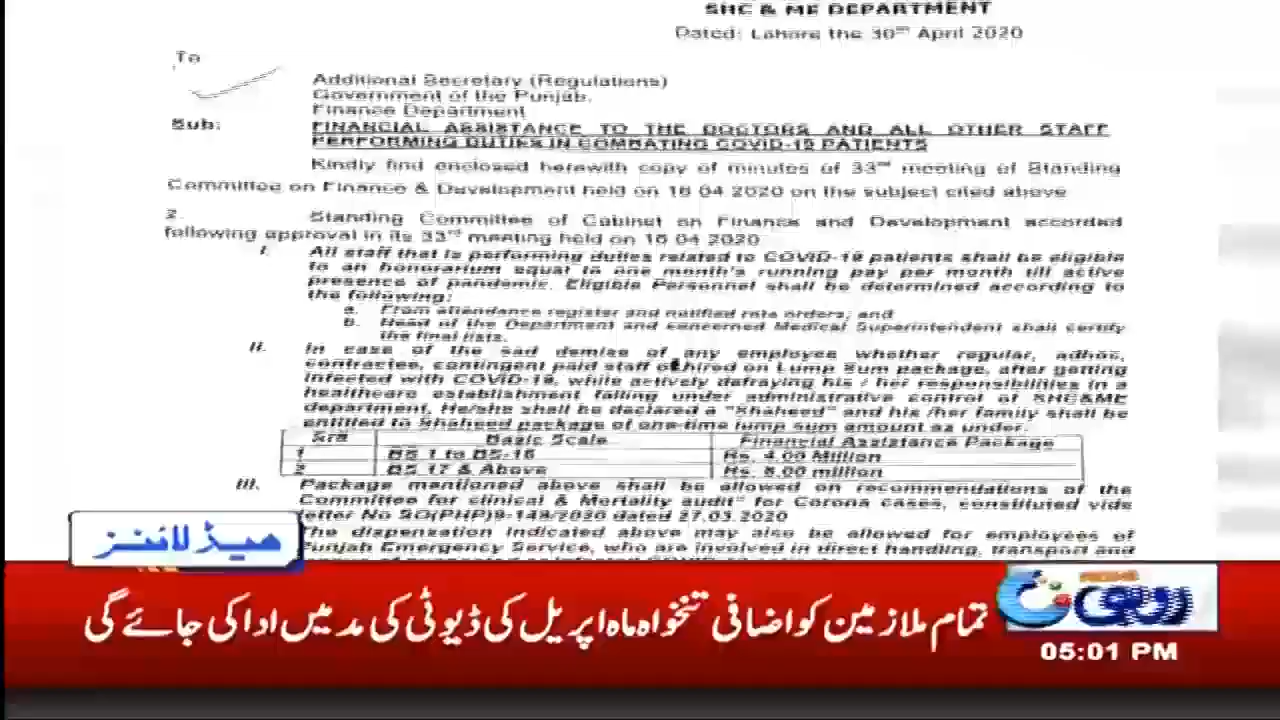 SHC & ME DEPARTMENT
Dated: Lahore the 30th April 2020
To
Additional Secretary (Regulations)
Government of the Punjab,
Finance Department
Sub: FINANCIAL ASSISTANCE TO THE DOCTORS AND ALL OTHER STAFF
PERFORMING DUTIES IN COMBATING COVID-19 PATIENTS
Kindly find enclosed herewith copy of minutes of 33rd meeting of Standing
Committee on Finance & Development held on 16 04 2020 on the subject cited above
2. Standing Committee of Cabinet on Finance and Development accorded
following approval in its 33rd meeting held on 16 04 2020
I. All staff that is performing duties related to COVID-19 patients shall be eligible
to an honorarium equal to one month's running pay per month till active
presence of pandemic. Eligible Personnel shall be determined according to
the following:
a. From attendance register and notified rota orders; and
b. Head of the Department and concerned Medical Superintendent shall certify
the final lists.
II. In case of the sad demise of any employee whether regular, adhoc,
contractee, contingent paid staff or hired on Lump Sum package, after getting
infected with COVID-19, while actively defraying his / her responsibilities in a
healthcare establishment falling under administrative control of SHC&ME
department, He/she shall be declared a "Shaheed" and his /her family shall be
entitled to Shaheed package of one-time lump sum amount as under.
Sr# Basic Scale Financial Assistance Package
1 BS 1 to BS-16 Rs. 4.00 Million
2 BS 17 & Above Rs. 8.00 million
III. Package mentioned above shall be allowed on recommendations of the
Committee for clinical & Mortality audit" for Corona cases, constituted vide
letter No SO(PHP)9-148/2020 dated 27.03.2020
The dispensation indicated above may also be allowed for employees of
Punjab Emergency Service, who are involved in direct handling, transport and
ہیڈ لائنز
تمام ملازمین کو اضافی تنخواہ ماہ اپریل کی ڈیوٹی کی مد میں ادا کی جائے گی
روہی
05:01 PM